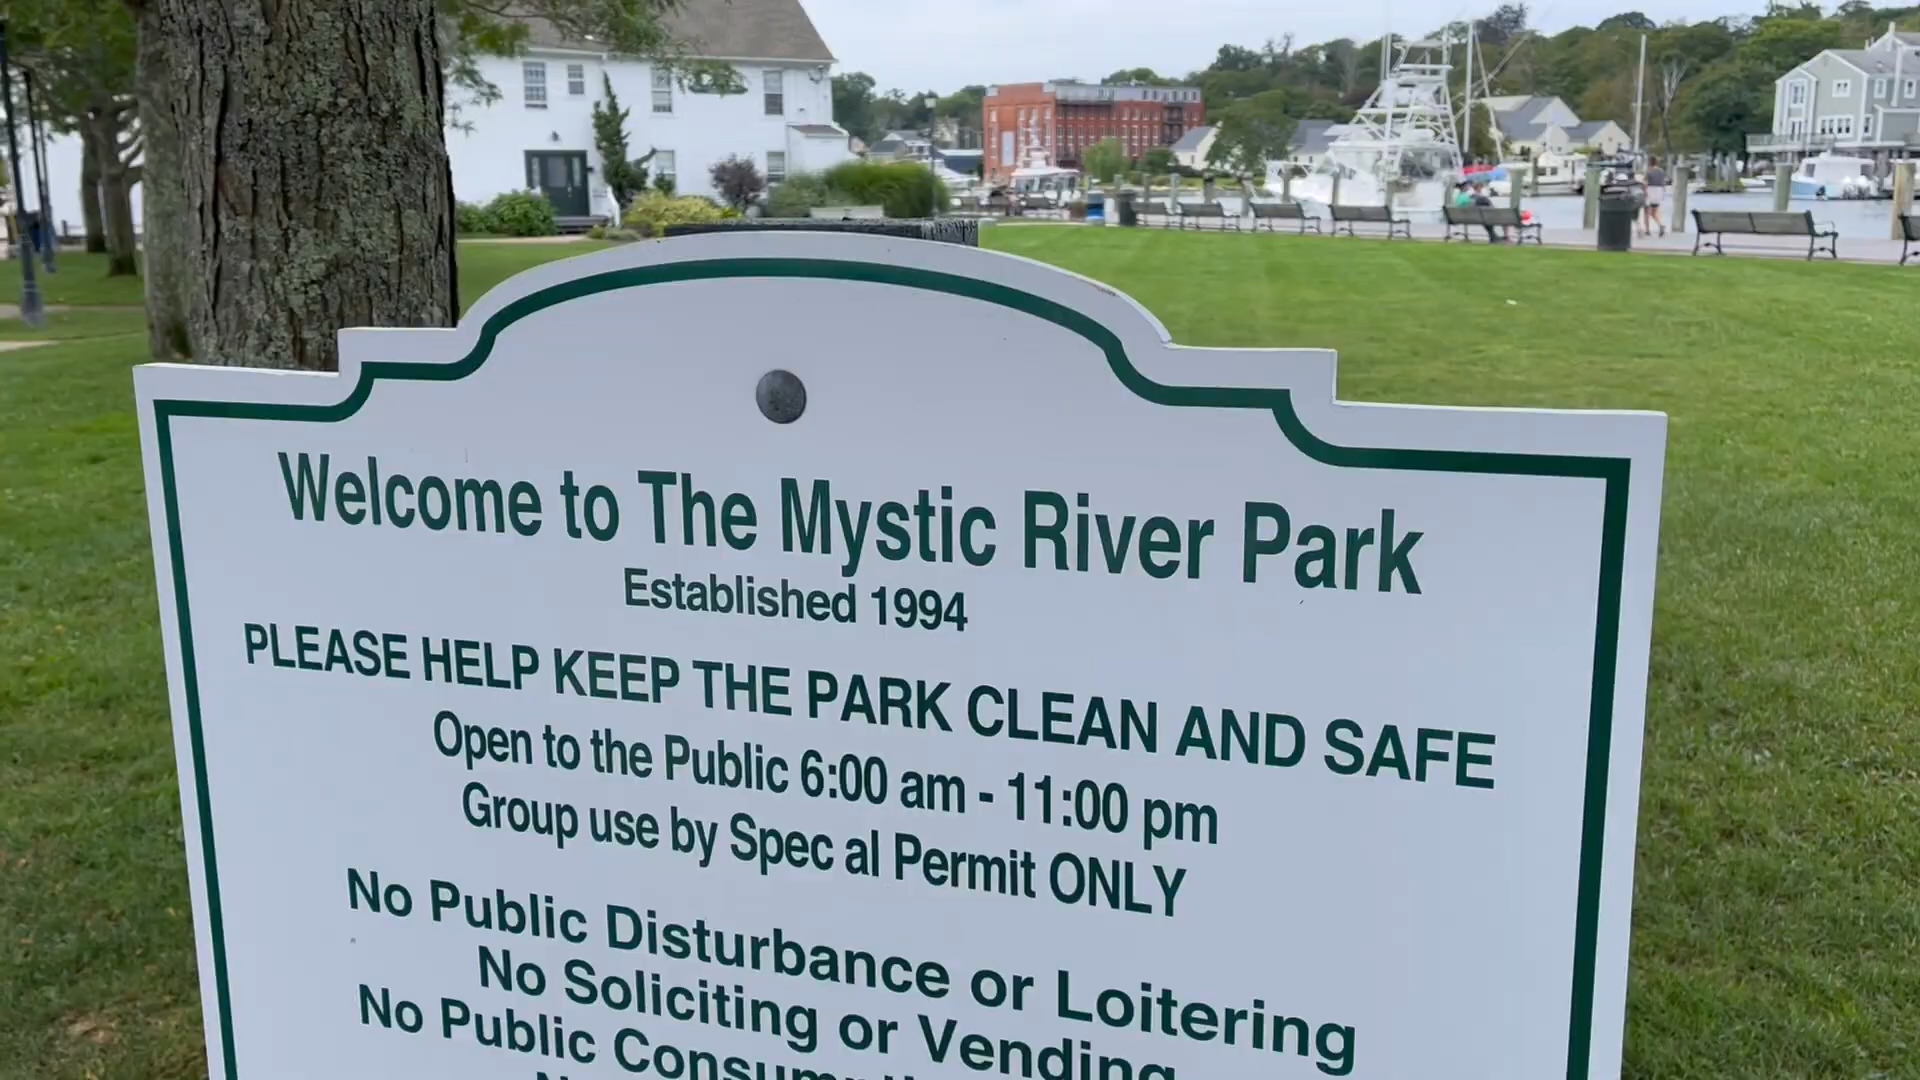 Welcome to The Mystic River Park
Established 1994
PLEASE HELP KEEP THE PARK CLEAN AND SAFE
Open to the Public 6:00 am - 11:00 pm
Group use by Spec al Permit ONLY
No Public Disturbance or Loitering
No Soliciting or Vending
No Public